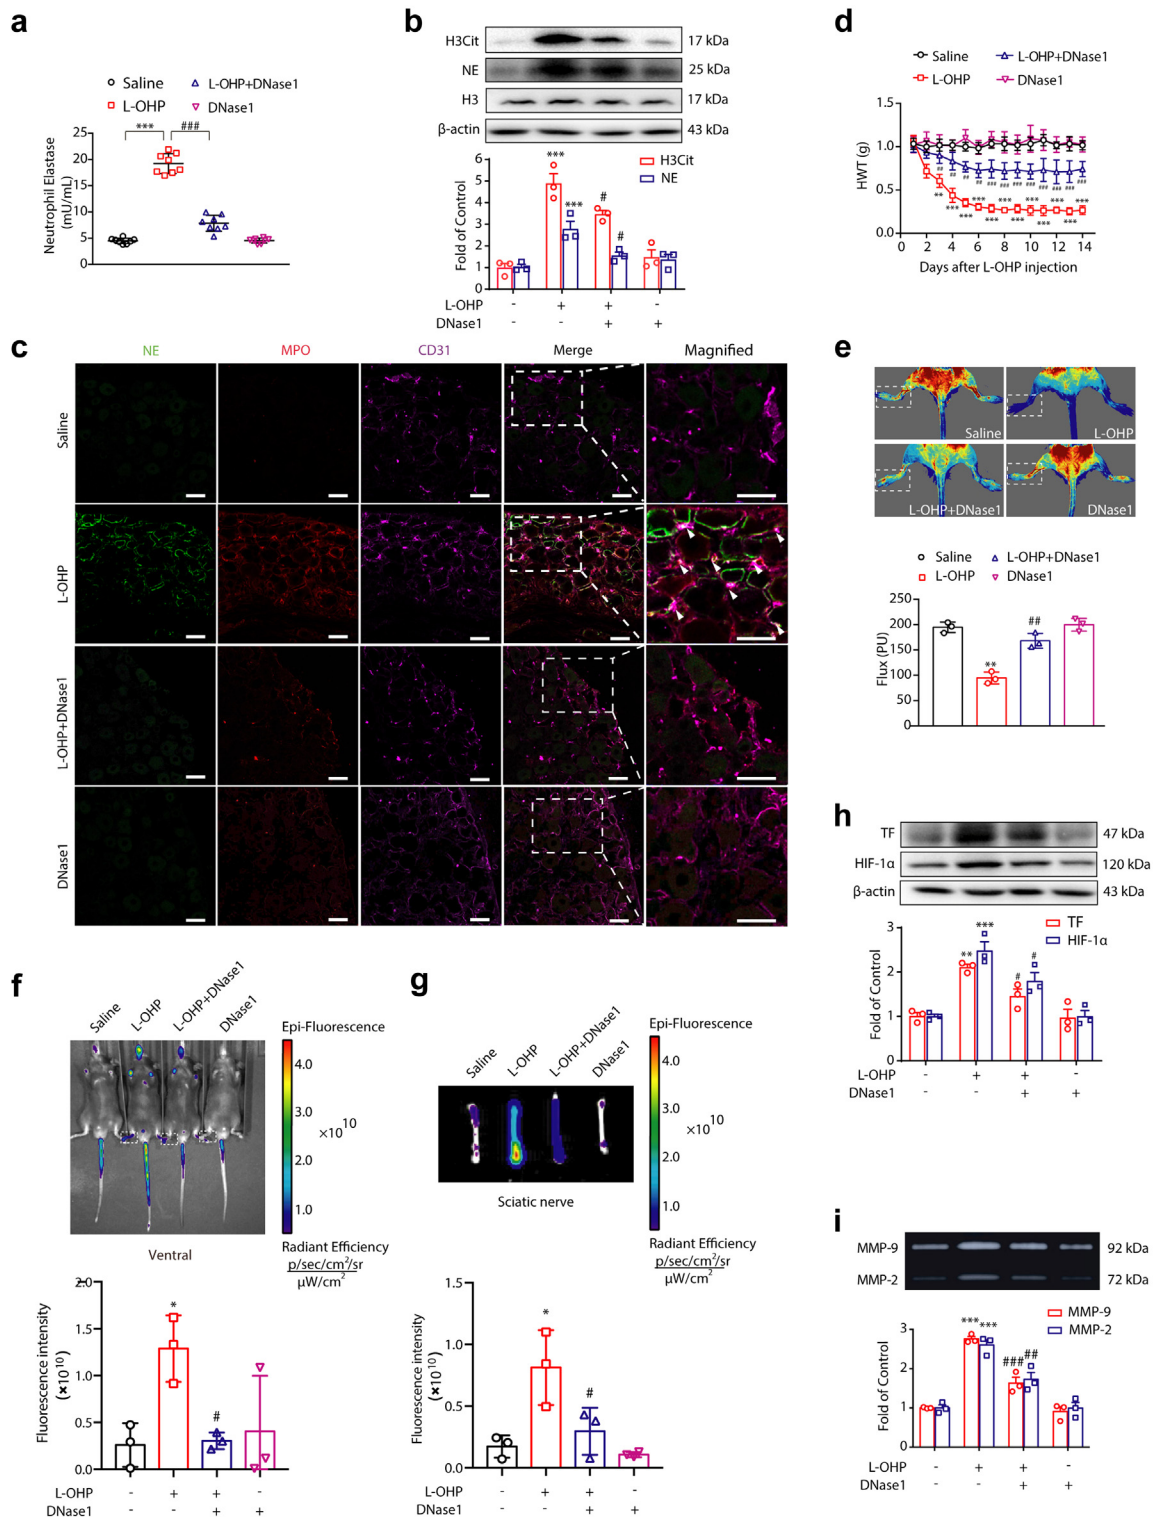 a
Saline
L-OHP+DNase1
L-OHP
DNase1
***
###
25
20
15
10
5
0
Neutrophil Elastase
(mU/mL)
b
H3Cit
17 kDa
NE
25 kDa
H3
17 kDa
β-actin
43 kDa
H3Cit
NE
***
***
#
#
6
5
4
3
2
1
0
Fold of Control
L-OHP
- + + -
DNase1
- - + +
d
Saline
L-OHP+DNase1
L-OHP
DNase1
1.5
1.0
0.5
0.0
HWT (g)
0 2 4 6 8 10 12 14
Days after L-OHP injection
c
NE
MPO
CD31
Merge
Magnified
Saline
L-OHP
L-OHP+DNase1
DNase1
e
Saline
L-OHP
L-OHP+DNase1
DNase1
Saline
L-OHP+DNase1
L-OHP
DNase1
250
200
150
100
50
0
Flux (PU)
**
##
h
TF
47 kDa
HIF-1α
120 kDa
β-actin
43 kDa
TF
HIF-1α
3
2
1
0
Fold of Control
**
***
#
#
L-OHP
- + + -
DNase1
- - + +
f
Saline
L-OHP
L-OHP+DNase1
DNase1
Epi-Fluorescence
4.0
3.0
×10^10
2.0
1.0
Radiant Efficiency
p/sec/cm²/sr
µW/cm²
Ventral
2.0
1.5
1.0
0.5
0.0
Fluorescence intensity
(×10^10)
*
#
L-OHP
- + + -
DNase1
- - + +
g
Saline
L-OHP
L-OHP+DNase1
DNase1
Epi-Fluorescence
4.0
3.0
×10^10
2.0
1.0
Radiant Efficiency
p/sec/cm²/sr
µW/cm²
Sciatic nerve
1.5
1.0
0.5
0.0
Fluorescence intensity
(×10^10)
*
#
L-OHP
- + + -
DNase1
- - + +
i
MMP-9
92 kDa
MMP-2
72 kDa
MMP-9
MMP-2
3
2
1
0
Fold of Control
***
***
###
##
L-OHP
- + + -
DNase1
- - + +